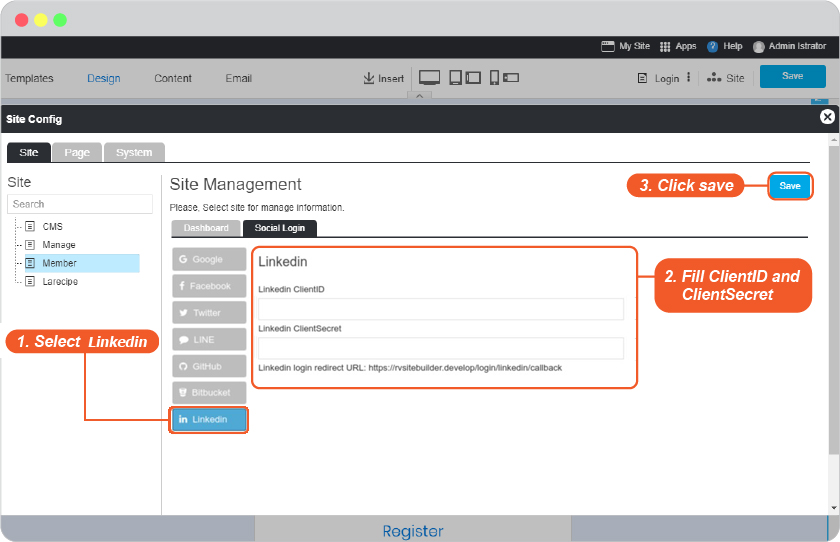 My Site Apps ? Help Admin Istrator
Templates Design Content Email Insert Login Site Save
Site Config
Site Page System
Site
Search
CMS
Manage
Member
Larecipe
Site Management
Please, Select site for manage information.
3. Click save
Save
Dashboard Social Login
Google
Facebook
Twitter
LINE
GitHub
Bitbucket
in Linkedin
Linkedin
Linkedin ClientID
Linkedin ClientSecret
Linkedin login redirect URL: https://rvsitebuilder.develop/login/linkedin/callback
2. Fill ClientID and
ClientSecret
1. Select Linkedin
Register